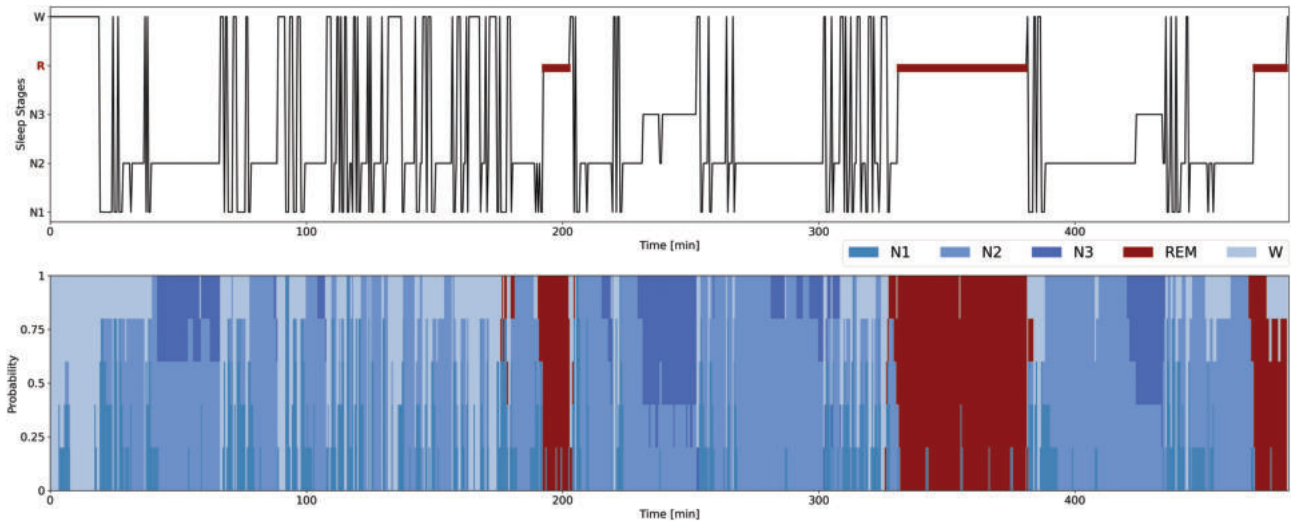 W
R
N3
N2
N1
Sleep Stages
0 100 200 300 400
Time [min]
N1 N2 N3 REM W
1
0.75
0.5
0.25
0
Probability
0 100 200 300 400
Time [min]